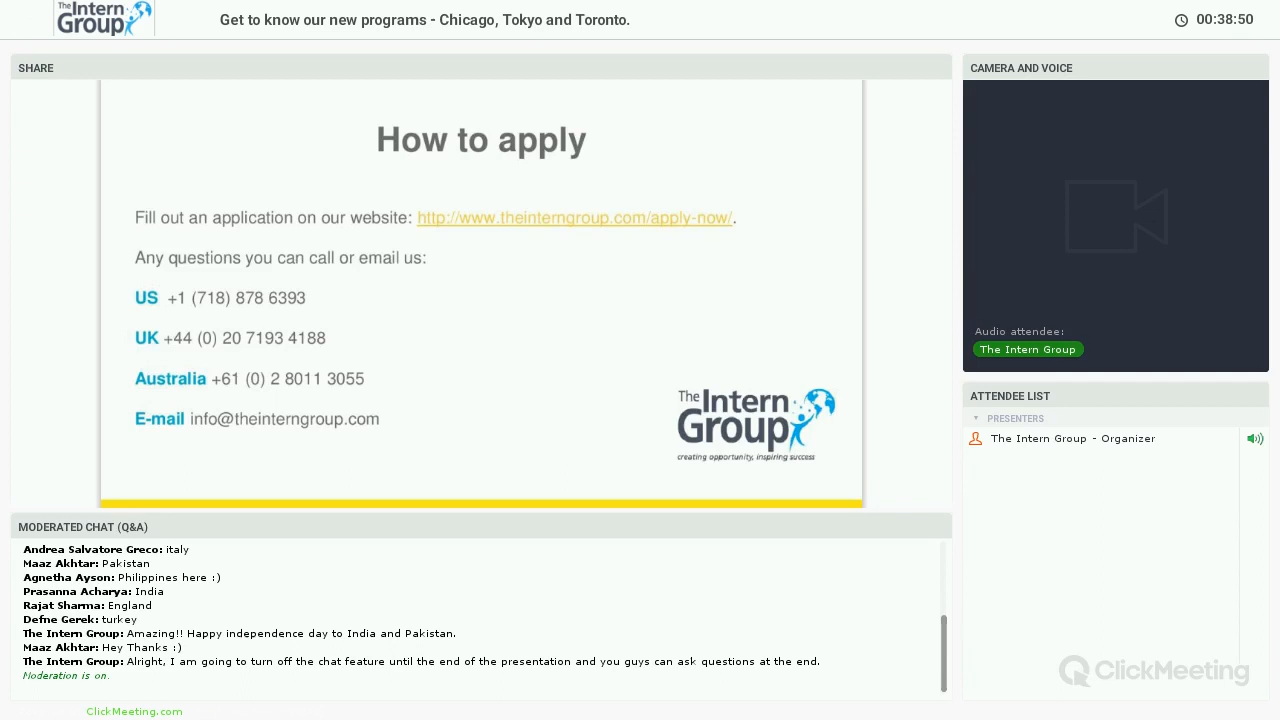 The Intern Group
Get to know our new programs - Chicago, Tokyo and Toronto.
00:38:50
SHARE
How to apply
Fill out an application on our website: http://www.theinterngroup.com/apply-now/.
Any questions you can call or email us:
US +1 (718) 878 6393
UK +44 (0) 20 7193 4188
Australia +61 (0) 2 8011 3055
E-mail info@theinterngroup.com
The Intern Group
creating opportunity, inspiring success
CAMERA AND VOICE
Audio attendee:
The Intern Group
ATTENDEE LIST
PRESENTERS
The Intern Group - Organizer
MODERATED CHAT (Q&A)
Andrea Salvatore Greco: italy
Maaz Akhtar: Pakistan
Agnetha Ayson: Philippines here :)
Prasanna Acharya: India
Rajat Sharma: England
Defne Gerek: turkey
The Intern Group: Amazing!! Happy independence day to India and Pakistan.
Maaz Akhtar: Hey Thanks :)
The Intern Group: Alright, I am going to turn off the chat feature until the end of the presentation and you guys can ask questions at the end.
Moderation is on.
ClickMeeting
ClickMeeting.com